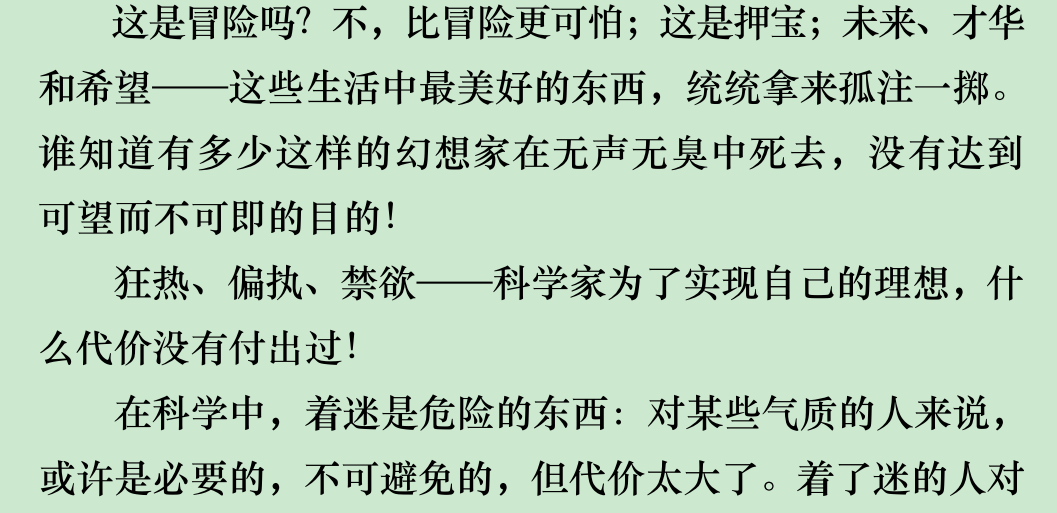 这是冒险吗？不，比冒险更可怕；这是押宝；未来、才华
和希望——这些生活中最美好的东西，统统拿来孤注一掷。
谁知道有多少这样的幻想家在无声无臭中死去，没有达到
可望而不可即的目的！
狂热、偏执、禁欲——科学家为了实现自己的理想，什
么代价没有付出过！
在科学中，着迷是危险的东西：对某些气质的人来说，
或许是必要的，不可避免的，但代价太大了。着了迷的人对